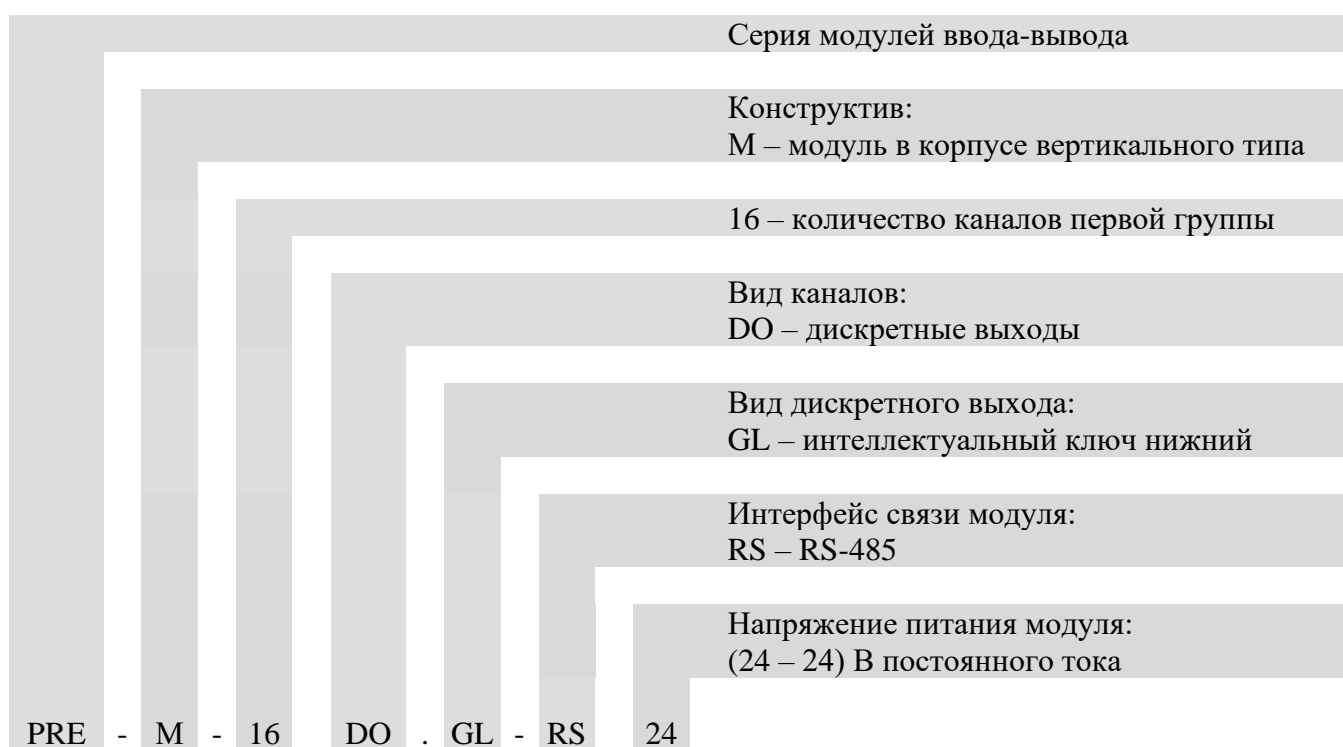 Серия модулей ввода-вывода
Конструктив:
М – модуль в корпусе вертикального типа
16 – количество каналов первой группы
Вид каналов:
DO – дискретные выходы
Вид дискретного выхода:
GL – интеллектуальный ключ нижний
Интерфейс связи модуля:
RS – RS-485
Напряжение питания модуля:
(24 – 24) В постоянного тока
PRE - M - 16 DO . GL - RS 24